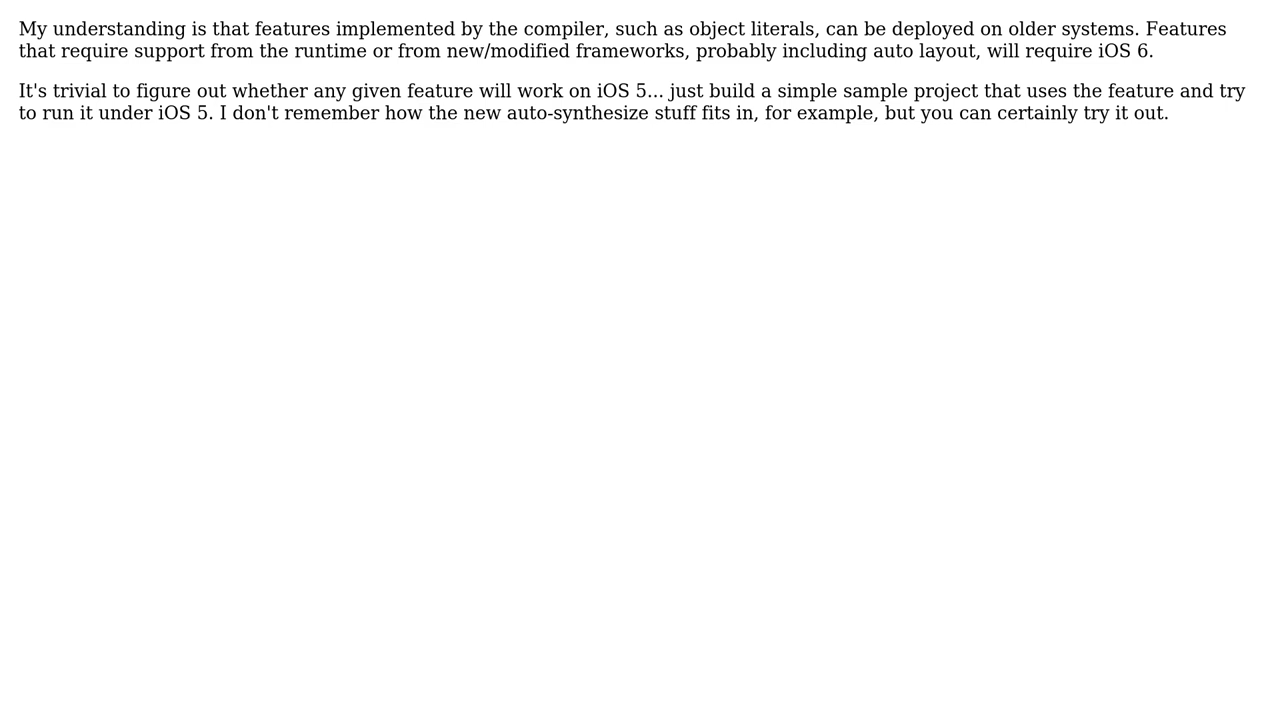 My understanding is that features implemented by the compiler, such as object literals, can be deployed on older systems. Features
that require support from the runtime or from new/modified frameworks, probably including auto layout, will require iOS 6.
It's trivial to figure out whether any given feature will work on iOS 5... just build a simple sample project that uses the feature and try
to run it under iOS 5. I don't remember how the new auto-synthesize stuff fits in, for example, but you can certainly try it out.